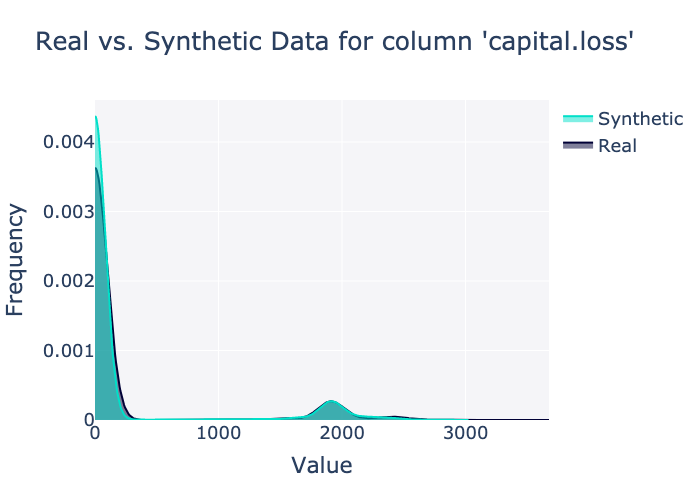 Real vs. Synthetic Data for column 'capital.loss'
Synthetic
Real
Frequency
0.004
0.003
0.002
0.001
0
0
1000
2000
3000
Value